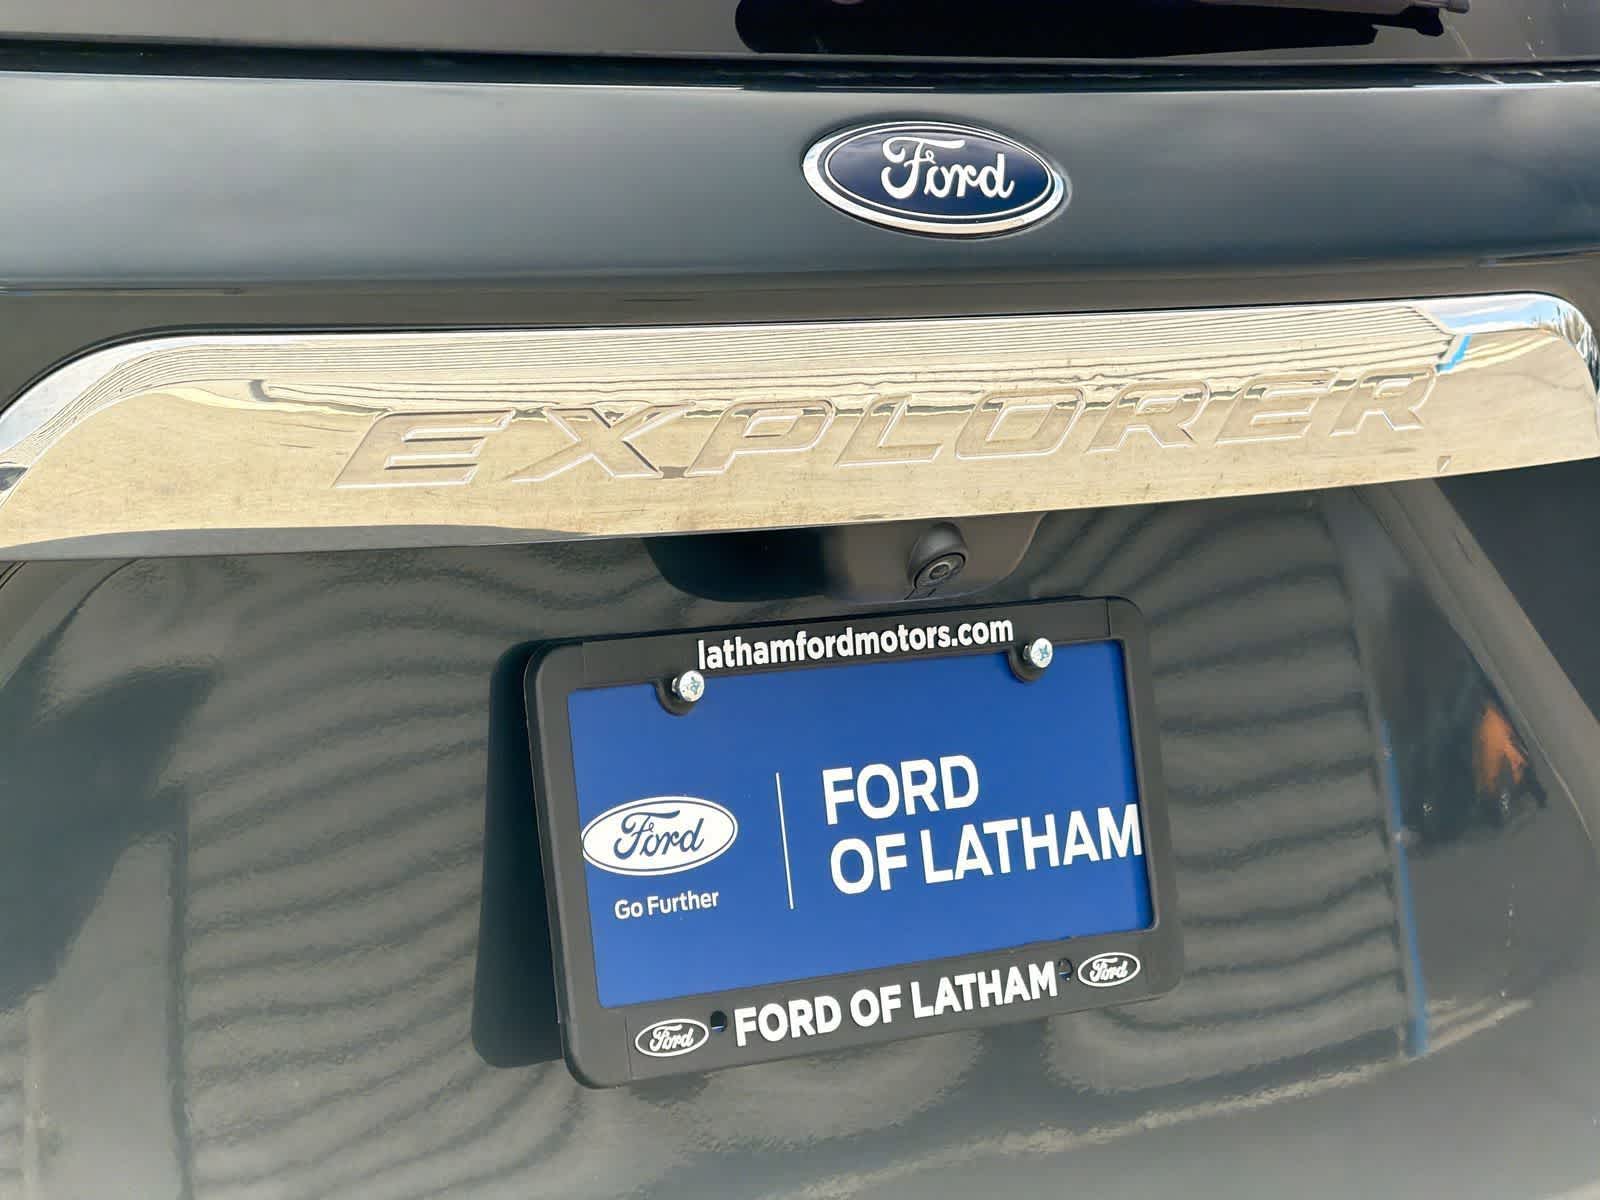 Ford
EXPLORER
lathamfordmotors.com
Ford
Go Further
FORD
OF LATHAM
Ford FORD OF LATHAM Ford